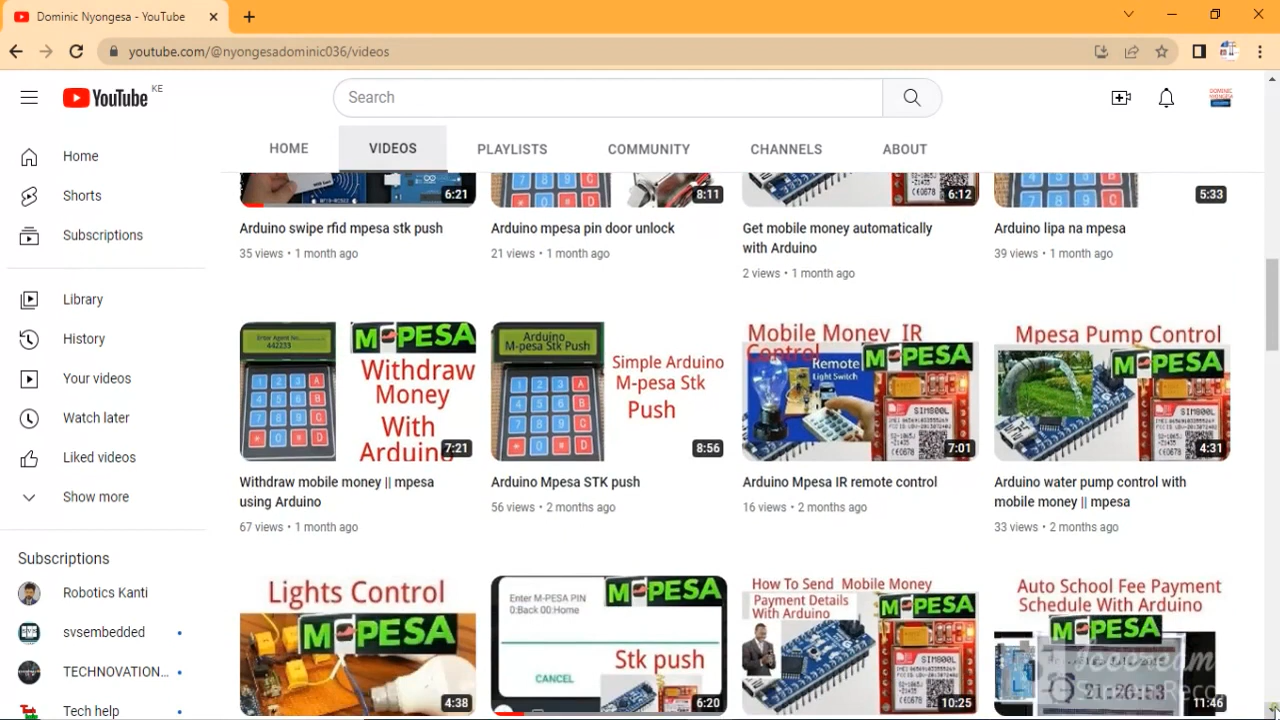 Dominic Nyongesa - YouTube
youtube.com/@nyongesadominic036/videos
YouTube KE
Search
HOME VIDEOS PLAYLISTS COMMUNITY CHANNELS ABOUT
Home
Shorts
Subscriptions
Library
History
Your videos
Watch later
Liked videos
Show more
Subscriptions
Robotics Kanti
svsembedded
TECHNOVATION...
Tech help
6:21
8:11
6:12
5:33
Arduino swipe rfid mpesa stk push
35 views • 1 month ago
Arduino mpesa pin door unlock
21 views • 1 month ago
Get mobile money automatically
with Arduino
2 views • 1 month ago
Arduino lipa na mpesa
39 views • 1 month ago
Enter Agent No.
442233
M-PESA
Withdraw
Money
With
Arduino
7:21
Withdraw mobile money || mpesa
using Arduino
67 views • 1 month ago
Arduino
M-pesa Stk Push
Simple Arduino
M-pesa Stk
Push
8:56
Arduino Mpesa STK push
56 views • 2 months ago
Mobile Money IR
Control
M-PESA
Remote
Light Switch
SIM800L
7:01
Arduino Mpesa IR remote control
16 views • 2 months ago
Mpesa Pump Control
M-PESA
SIM800L
4:31
Arduino water pump control with
mobile money || mpesa
33 views • 2 months ago
Lights Control
M-PESA
4:38
Enter M-PESA PIN
0:Back 00:Home
M-PESA
Stk push
CANCEL
6:20
How To Send Mobile Money
Payment Details
With Arduino
M-PESA
SIM800L
10:25
Auto School Fee Payment
Schedule With Arduino
M-PESA
11:46